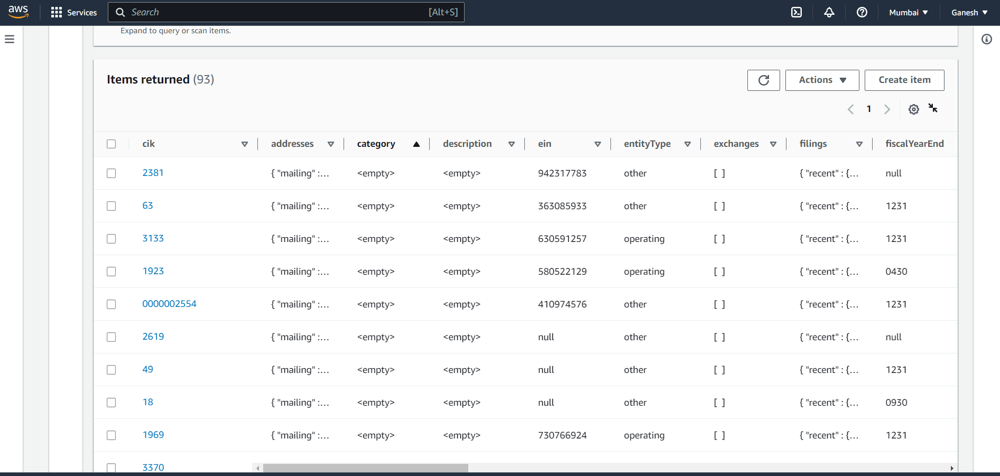 aws Services Search [Alt+S] Mumbai Ganesh
Expand to query or scan items.
Items returned (93) Actions Create item
1
cik addresses category description ein entityType exchanges filings fiscalYearEnd
2381 { "mailing" :... <empty> <empty> 942317783 other [ ] { "recent" : {... null
63 { "mailing" :... <empty> <empty> 363085933 other [ ] { "recent" : {... 1231
3133 { "mailing" :... <empty> <empty> 630591257 operating [ ] { "recent" : {... 1231
1923 { "mailing" :... <empty> <empty> 580522129 operating [ ] { "recent" : {... 0430
0000002554 { "mailing" :... <empty> <empty> 410974576 other [ ] { "recent" : {... 1231
2619 { "mailing" :... <empty> <empty> null other [ ] { "recent" : {... null
49 { "mailing" :... <empty> <empty> null other [ ] { "recent" : {... 1231
18 { "mailing" :... <empty> <empty> null other [ ] { "recent" : {... 0930
1969 { "mailing" :... <empty> <empty> 730766924 operating [ ] { "recent" : {... 1231
3370